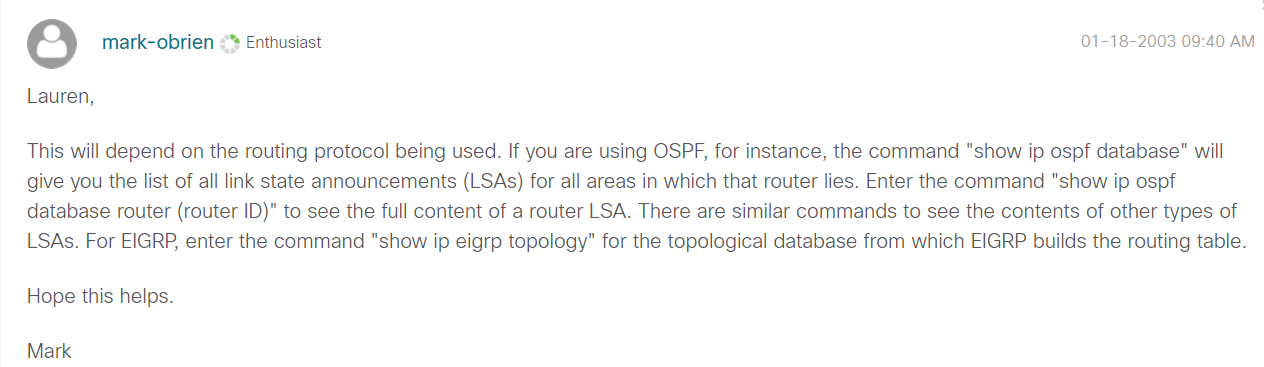 mark-obrien Enthusiast 01-18-2003 09:40 AM
Lauren,
This will depend on the routing protocol being used. If you are using OSPF, for instance, the command "show ip ospf database" will
give you the list of all link state announcements (LSAs) for all areas in which that router lies. Enter the command "show ip ospf
database router (router ID)" to see the full content of a router LSA. There are similar commands to see the contents of other types of
LSAs. For EIGRP, enter the command "show ip eigrp topology" for the topological database from which EIGRP builds the routing table.
Hope this helps.
Mark